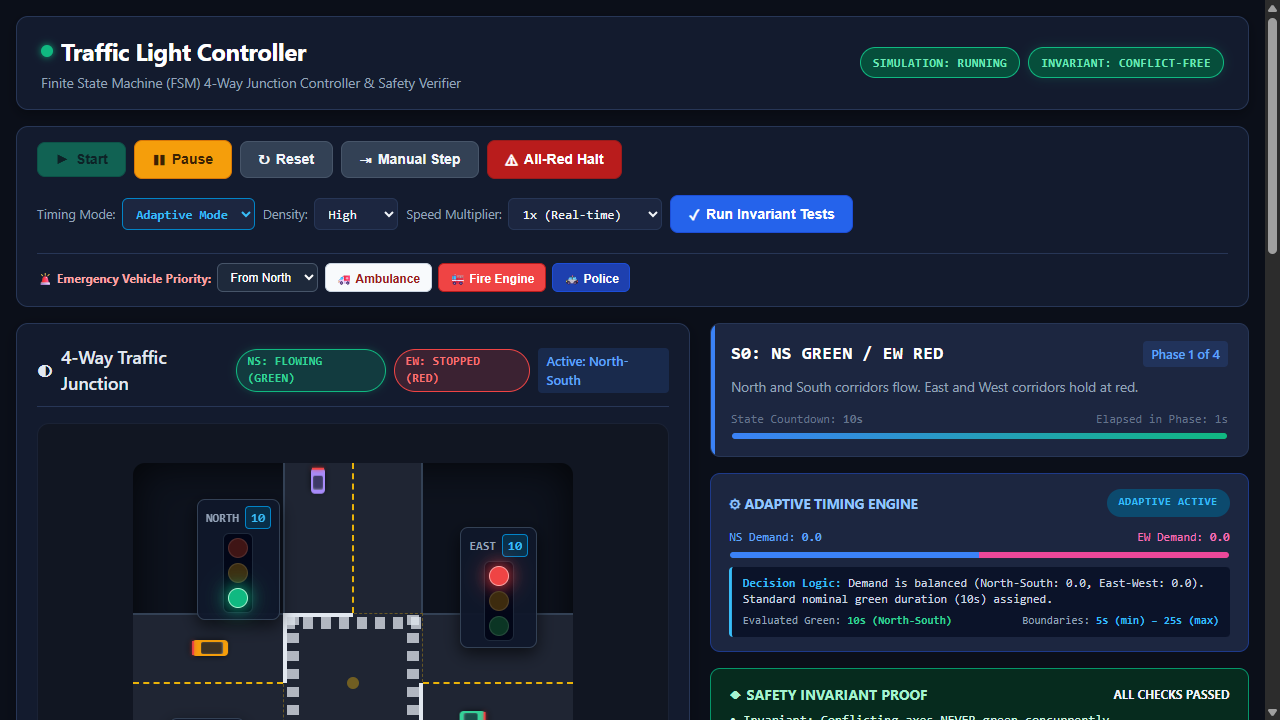 Traffic Light Controller
Finite State Machine (FSM) 4-Way Junction Controller & Safety Verifier
SIMULATION: RUNNING
INVARIANT: CONFLICT-FREE
Start
Pause
Reset
Manual Step
All-Red Halt
Timing Mode: Adaptive Mode
Density: High
Speed Multiplier: 1x (Real-time)
Run Invariant Tests
Emergency Vehicle Priority: From North
Ambulance
Fire Engine
Police
4-Way Traffic
Junction
NS: FLOWING
(GREEN)
EW: STOPPED
(RED)
Active: North-
South
NORTH 10
EAST 10
S0: NS GREEN / EW RED
Phase 1 of 4
North and South corridors flow. East and West corridors hold at red.
State Countdown: 10s
Elapsed in Phase: 1s
ADAPTIVE TIMING ENGINE
ADAPTIVE ACTIVE
NS Demand: 0.0
EW Demand: 0.0
Decision Logic: Demand is balanced (North-South: 0.0, East-West: 0.0).
Standard nominal green duration (10s) assigned.
Evaluated Green: 10s (North-South)
Boundaries: 5s (min) – 25s (max)
SAFETY INVARIANT PROOF
ALL CHECKS PASSED
• Invariant: Conflicting axes NEVER green concurrently